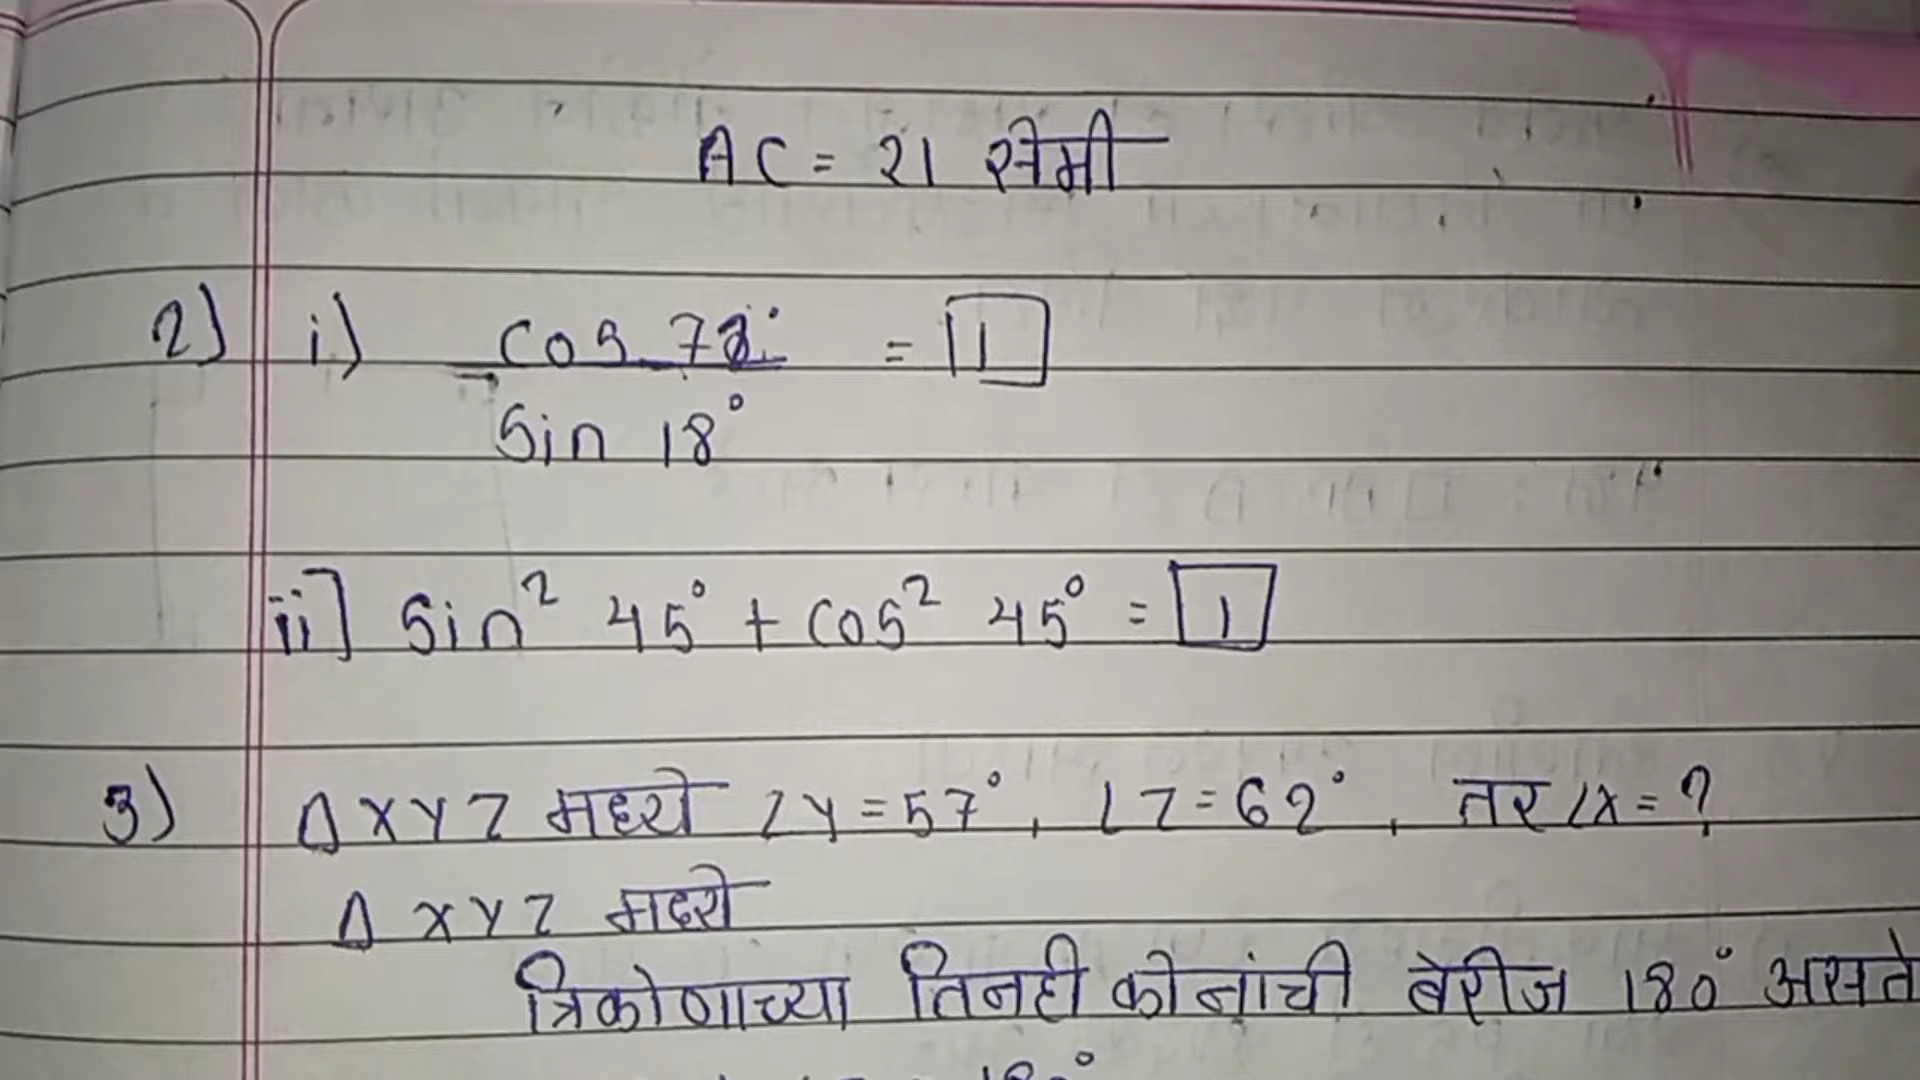 AC = 21 सेमी
2) i) cos 72° = 1
sin 18°
ii] sin² 45° + cos² 45° = 1
3) Δ XYZ मध्ये ∠Y = 57°, ∠Z = 62°, तर ∠X = ?
Δ XYZ मध्ये
त्रिकोणाच्या तिनही कोनांची बेरीज 180° असते